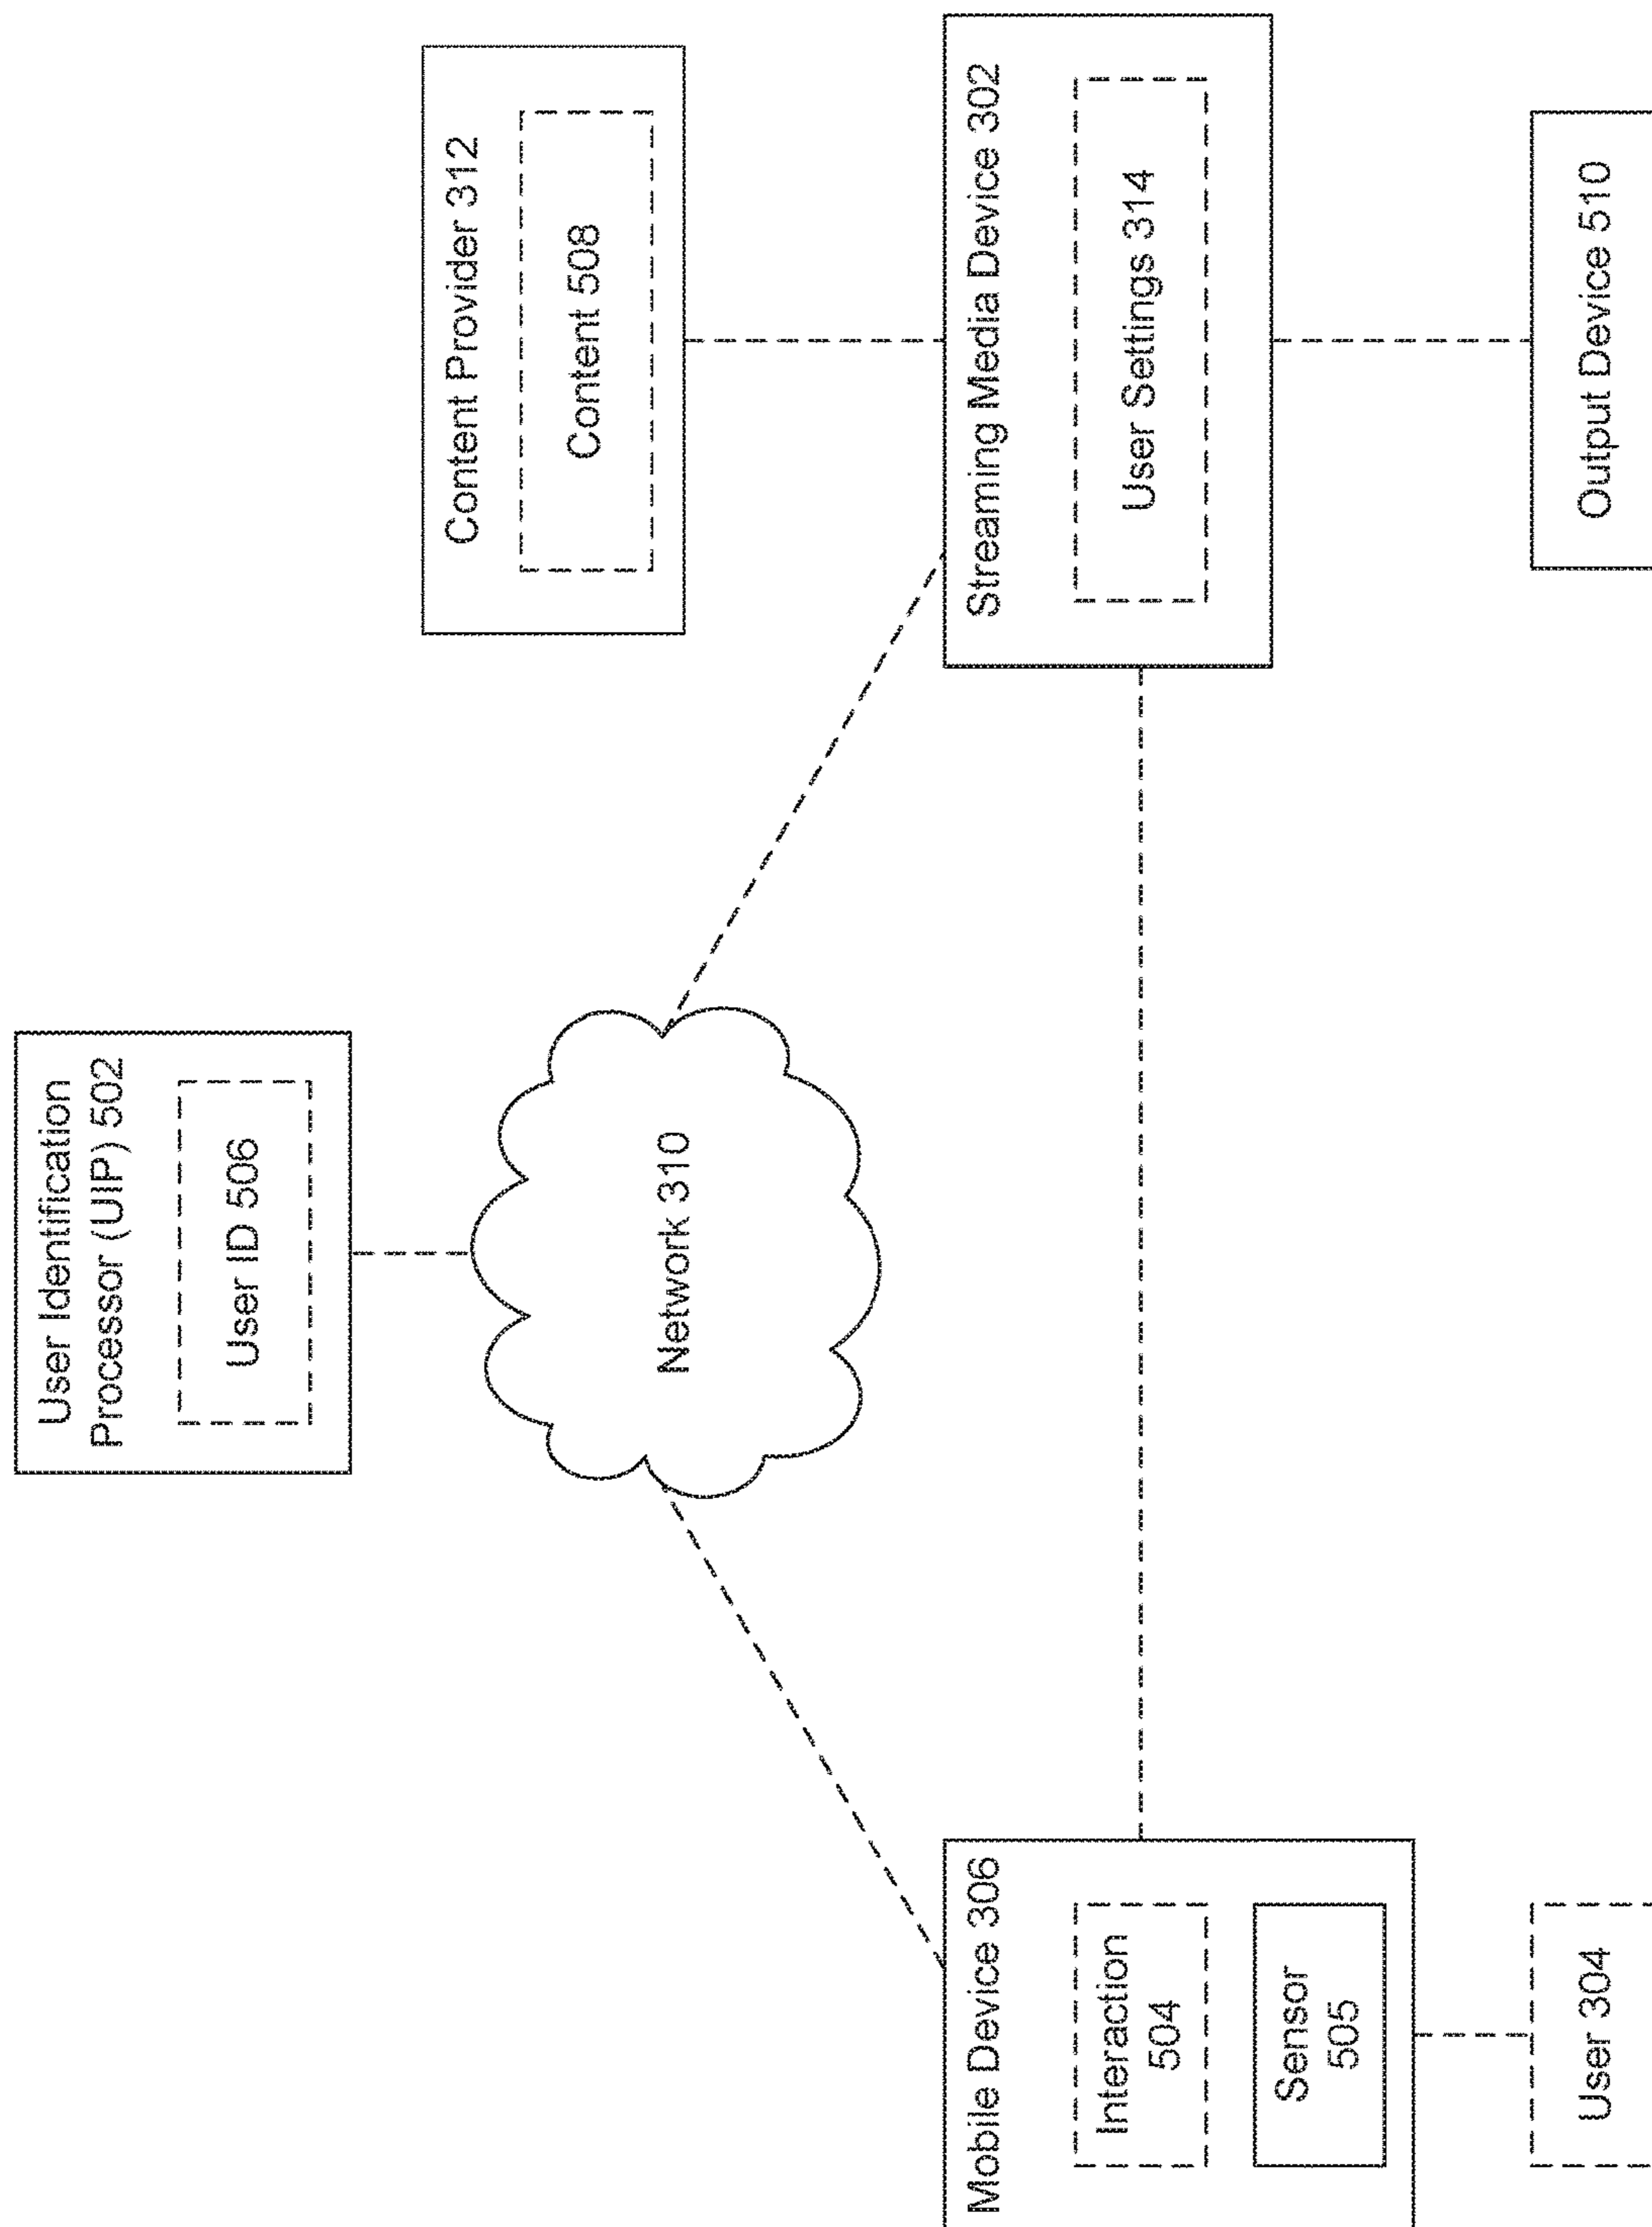 User Identification
Processor (UIP) 502
User ID 506
Content Provider 312
Content 508
Network 310
Mobile Device 306
Interaction
504
Sensor
505
Streaming Media Device 302
User Settings 314
User 304
Output Device 510